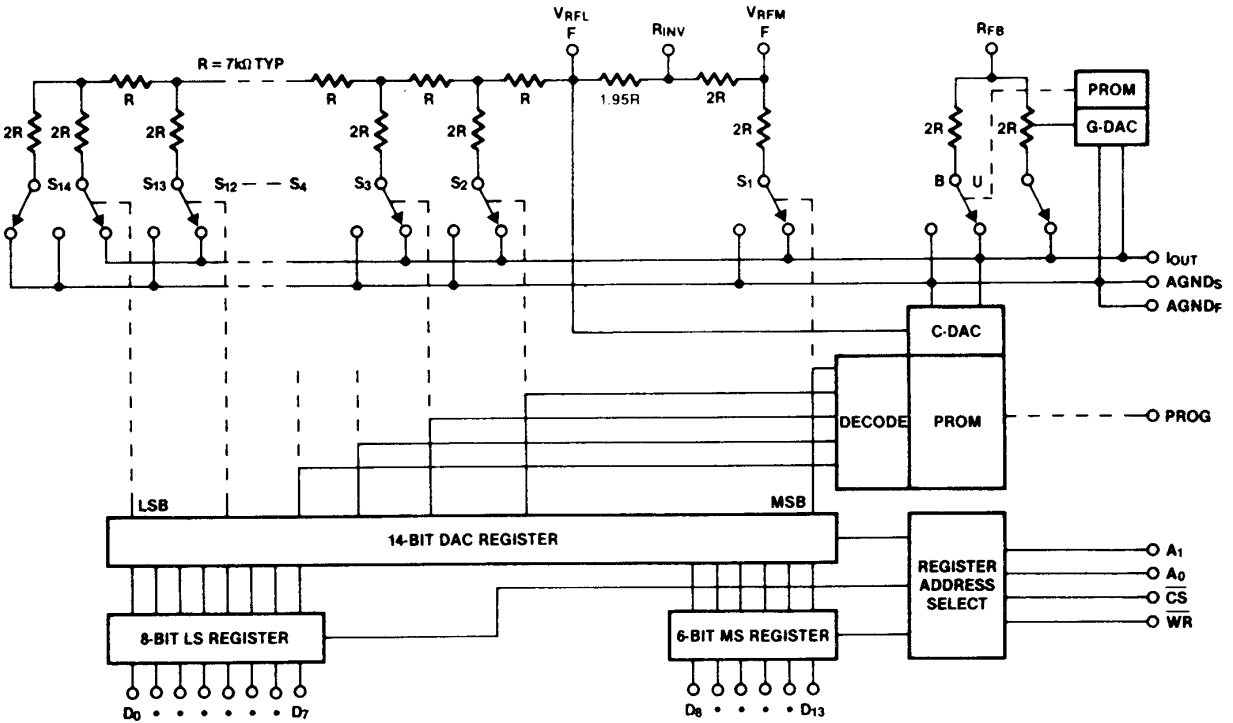 VRFL
F
RINV
VRFM
F
RFB
R = 7kΩ TYP
R
R
R
R
1.95R
2R
PROM
G-DAC
2R
2R
2R
2R
2R
2R
2R
2R
S14
S13
S12 — — S4
S3
S2
S1
B
U
IOUT
AGNDS
AGNDF
C-DAC
DECODE
PROM
PROG
LSB
MSB
14-BIT DAC REGISTER
REGISTER
ADDRESS
SELECT
A1
A0
CS
WR
8-BIT LS REGISTER
6-BIT MS REGISTER
D0 • • • • • • D7
D8 • • • • D13